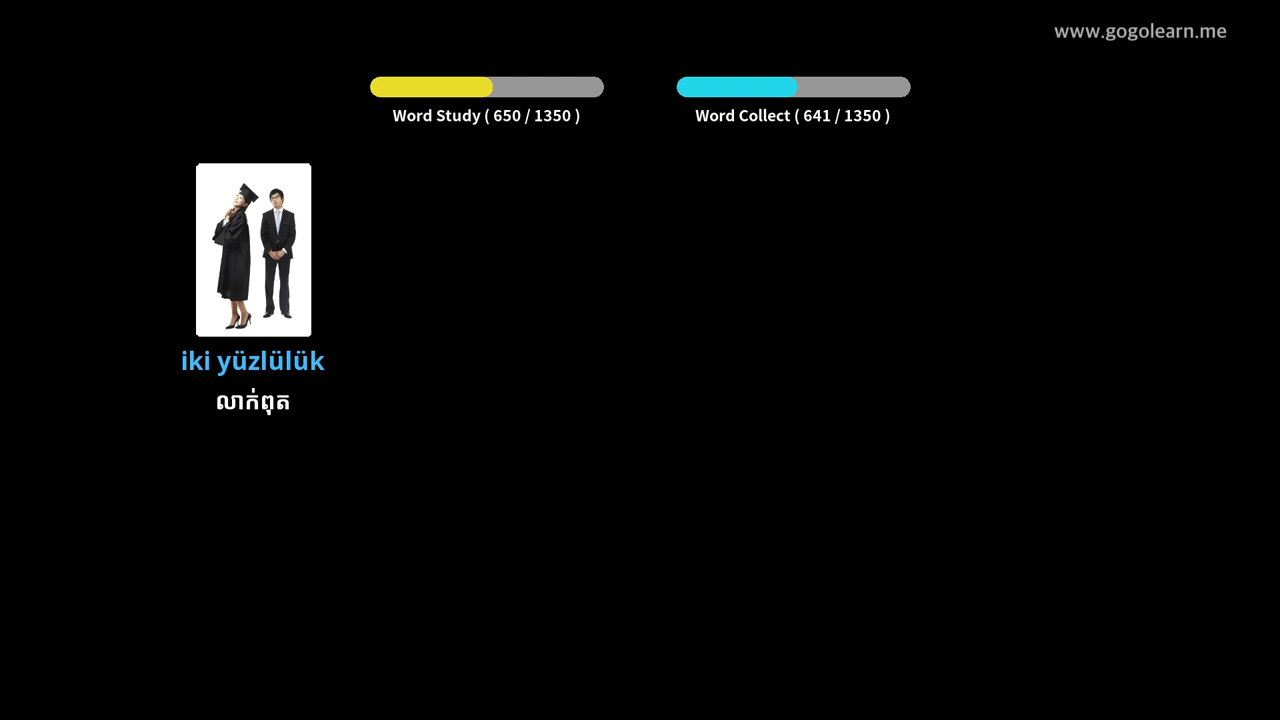 www.gogolearn.me
Word Study ( 650 / 1350 )
Word Collect ( 641 / 1350 )
iki yüzlülük
លាក់ពុត